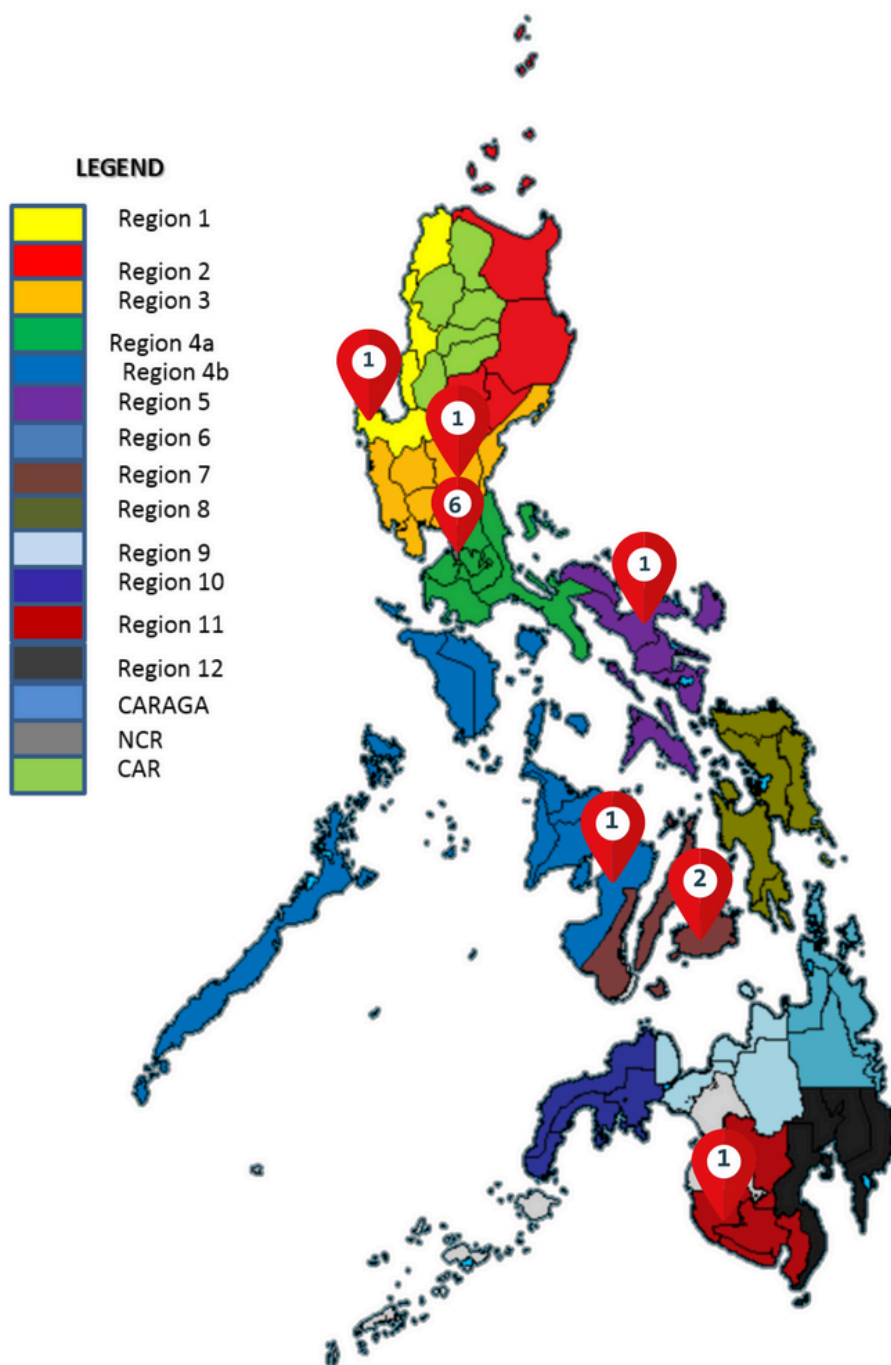 LEGEND
Region 1
Region 2
Region 3
Region 4a
Region 4b
Region 5
Region 6
Region 7
Region 8
Region 9
Region 10
Region 11
Region 12
CARAGA
NCR
CAR
1
1
6
1
1
2
1